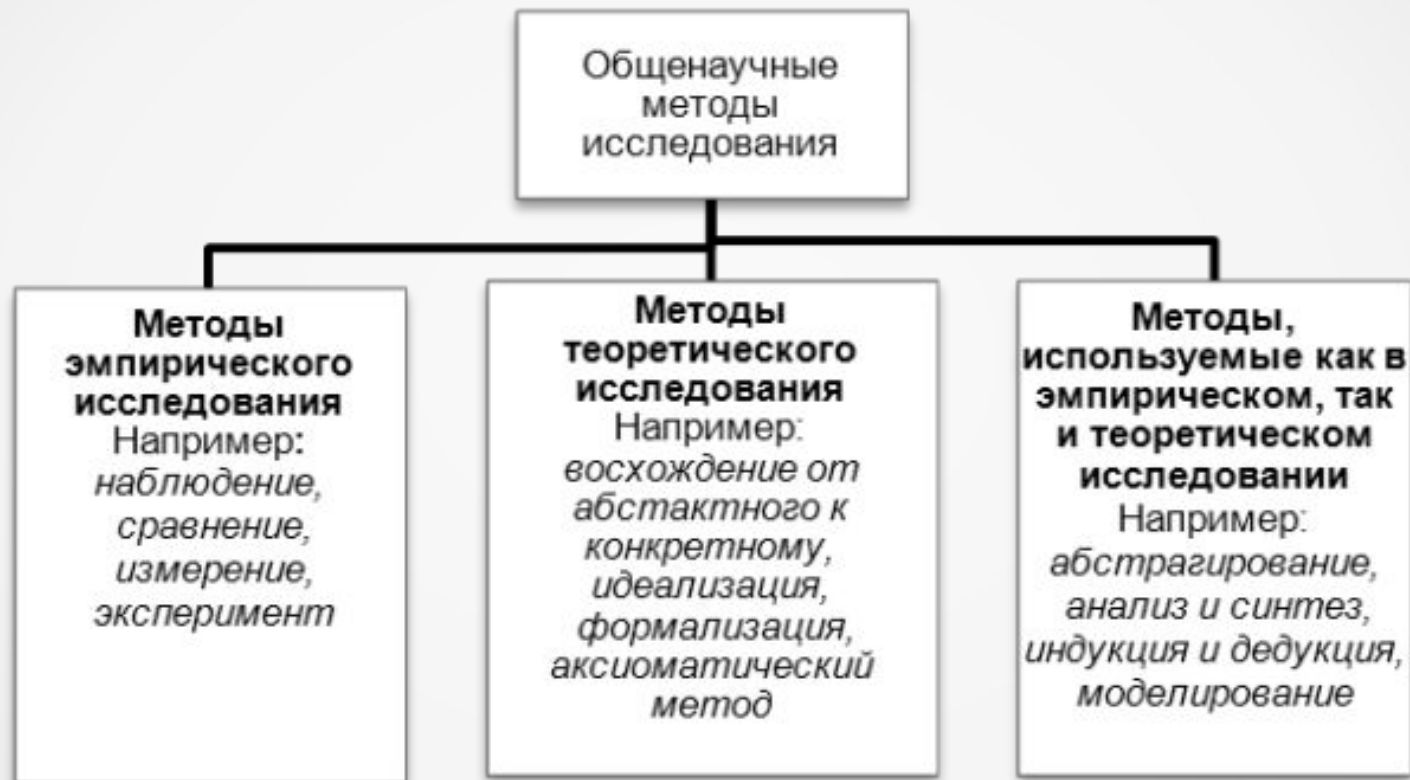 Общенаучные
методы
исследования
Методы
эмпирического
исследования
Например:
наблюдение,
сравнение,
измерение,
эксперимент
Методы
теоретического
исследования
Например:
восхождение от
абстактного к
конкретному,
идеализация,
формализация,
аксиоматический
метод
Методы,
используемые как в
эмпирическом, так
и теоретическом
исследовании
Например:
абстрагирование,
анализ и синтез,
индукция и дедукция,
моделирование